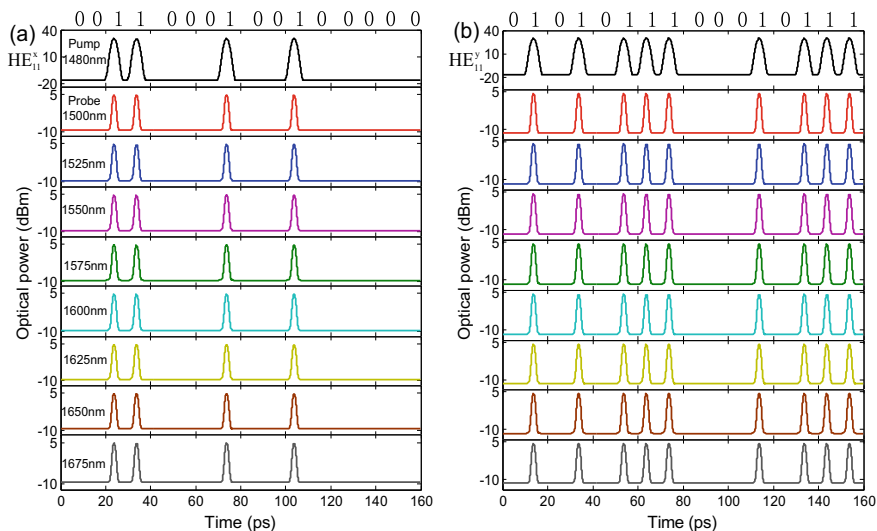 0 0 1 1 0 0 0 1 0 0 1 0 0 0 0 0
(a)
HE₁₁ˣ
Optical power (dBm)
40
10
-20
Pump
1480nm
5
-10
Probe
1500nm
5
-10
1525nm
5
-10
1550nm
5
-10
1575nm
5
-10
1600nm
5
-10
1625nm
5
-10
1650nm
5
-10
1675nm
0 20 40 60 80 100 120 140 160
Time (ps)
0 1 0 1 0 1 1 1 0 0 0 1 0 1 1 1
(b)
HE₁₁ʸ
Optical power (dBm)
40
10
-20
5
-10
5
-10
5
-10
5
-10
5
-10
5
-10
5
-10
5
-10
0 20 40 60 80 100 120 140 160
Time (ps)